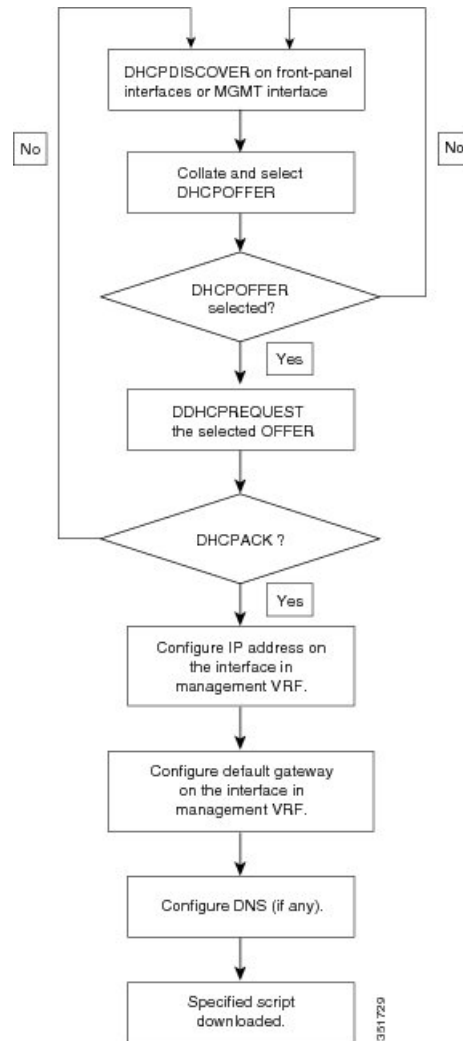 DHCPDISCOVER on front-panel
interfaces or MGMT interface
No
No
Collate and select
DHCPOFFER
DHCPOFFER
selected?
Yes
DDHCPREQUEST
the selected OFFER
DHCPACK ?
Yes
Configure IP address on
the interface in
management VRF.
Configure default gateway
on the interface in
management VRF.
Configure DNS (if any).
Specified script
downloaded.
351729